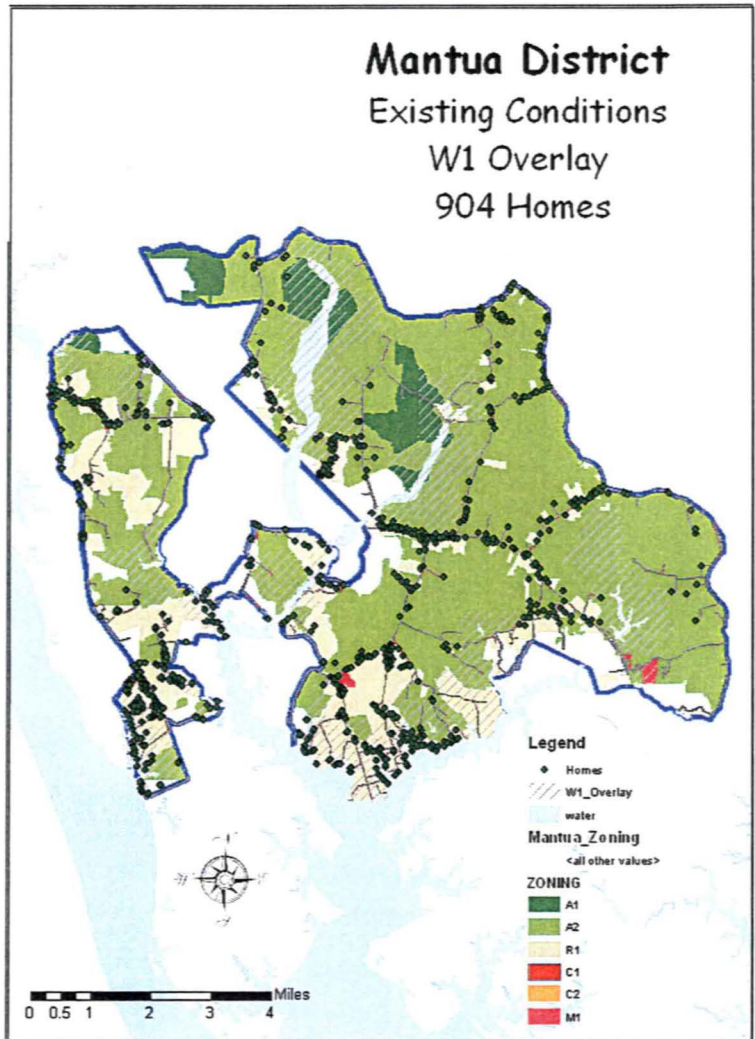 Mantua District
Existing Conditions
W1 Overlay
904 Homes
Legend
Homes
W1_Overlay
water
Mantua_Zoning
<all other values>
ZONING
A1
A2
R1
C1
C2
M1
Miles
0 0.5 1 2 3 4